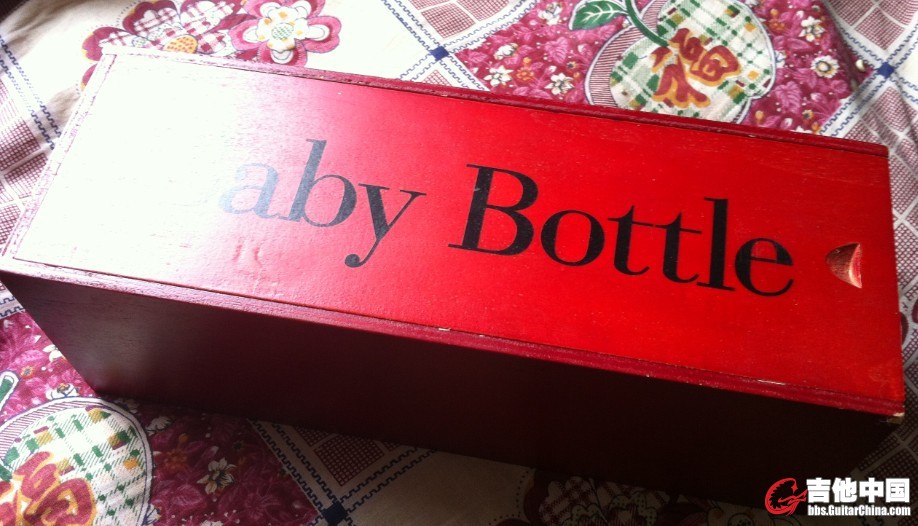 福
aby Bottle
吉他中国
bbs.GuitarChina.com